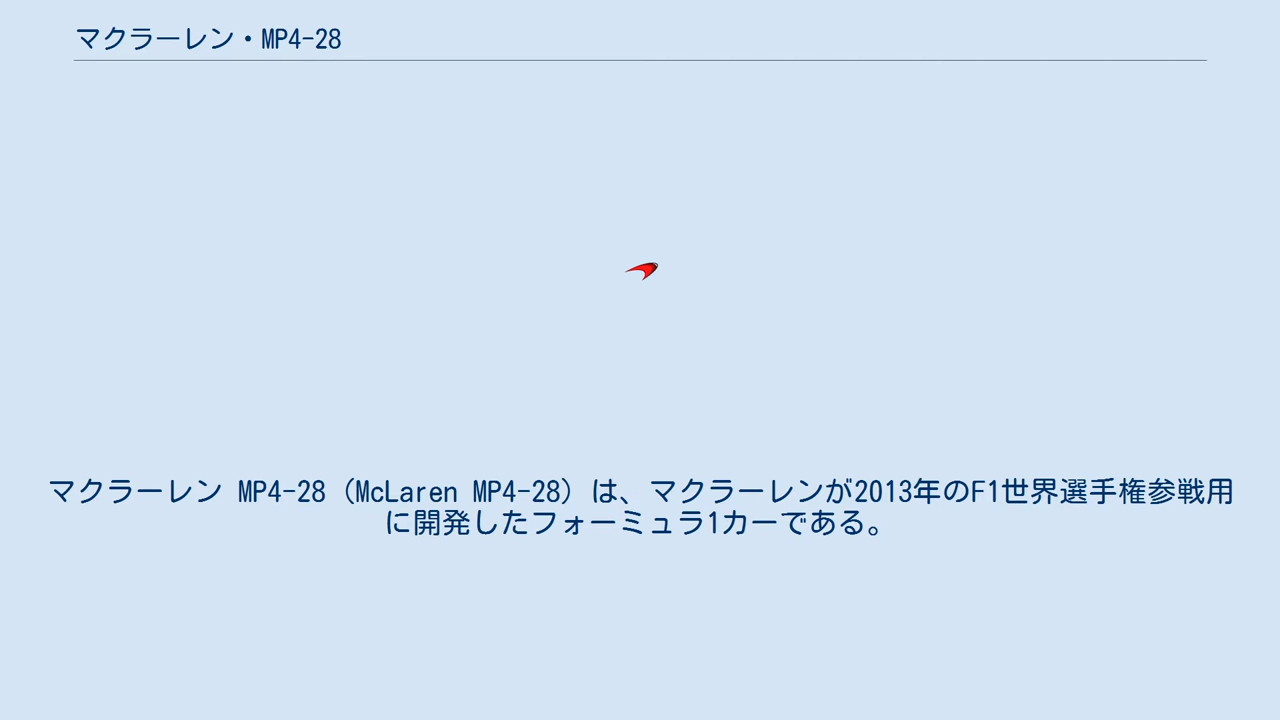 マクラーレン・MP4-28
マクラーレン MP4-28（McLaren MP4-28）は、マクラーレンが2013年のF1世界選手権参戦用
に開発したフォーミュラ1カーである。